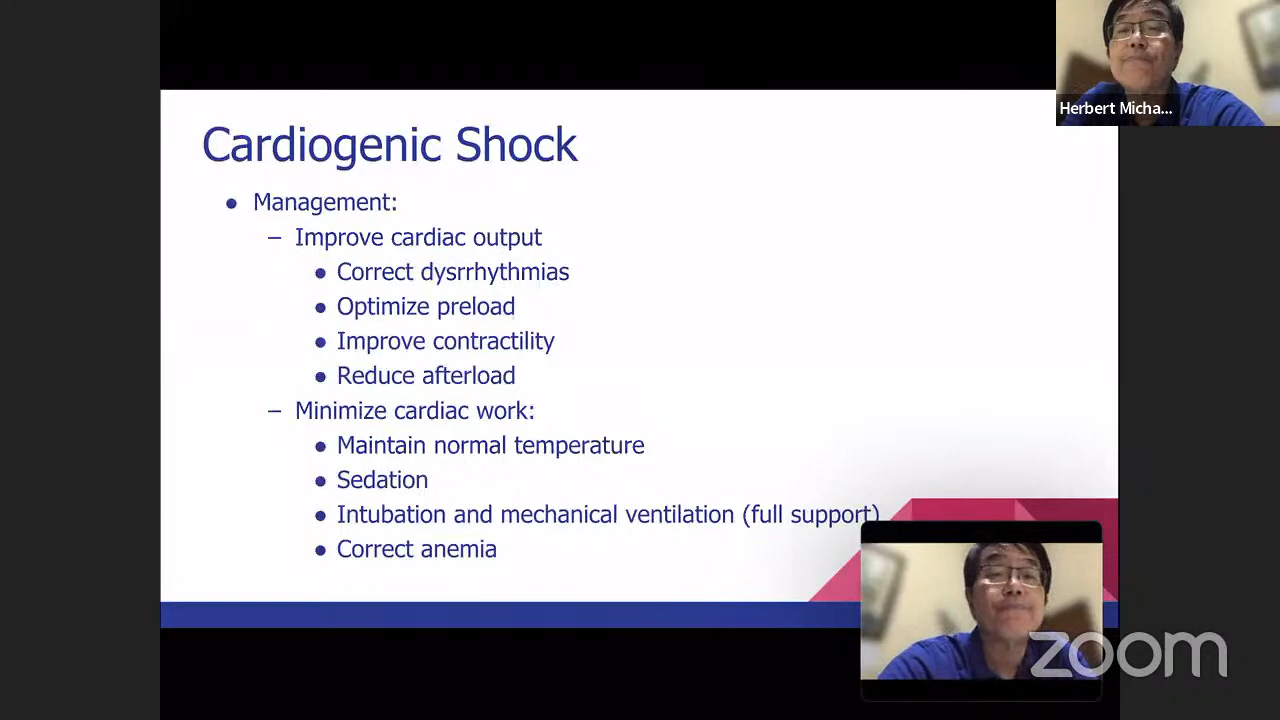 Cardiogenic Shock
● Management:
– Improve cardiac output
● Correct dysrrhythmias
● Optimize preload
● Improve contractility
● Reduce afterload
– Minimize cardiac work:
● Maintain normal temperature
● Sedation
● Intubation and mechanical ventilation (full support)
● Correct anemia
Herbert Micha...
zoom